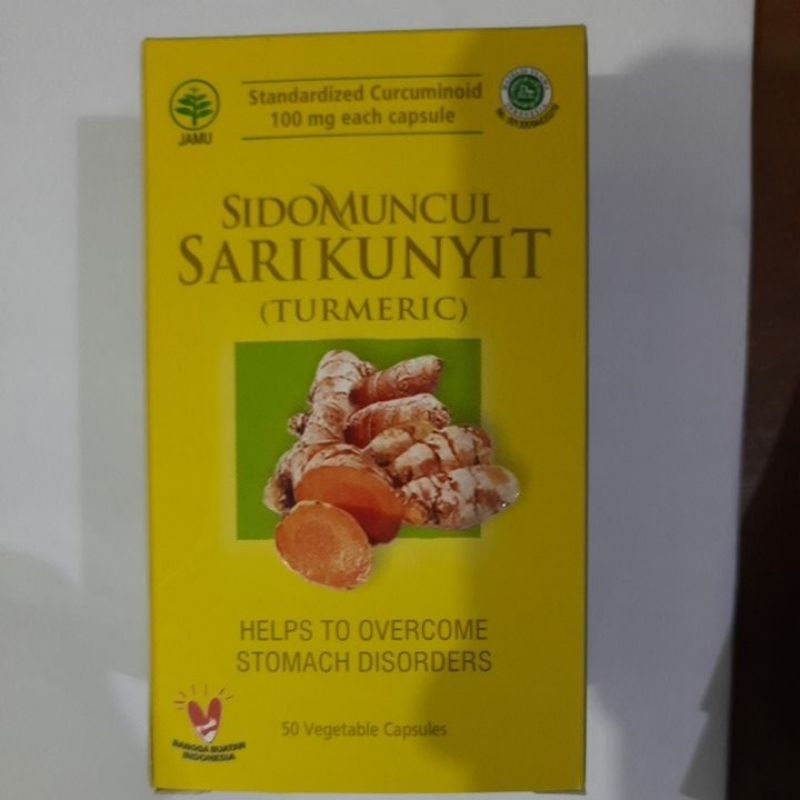 Standardized Curcuminoid
100 mg each capsule
JAMU
SIDOMUNCUL
SARIKUNYIT
(TURMERIC)
HELPS TO OVERCOME
STOMACH DISORDERS
50 Vegetable Capsules
BANGGA BUATAN
INDONESIA